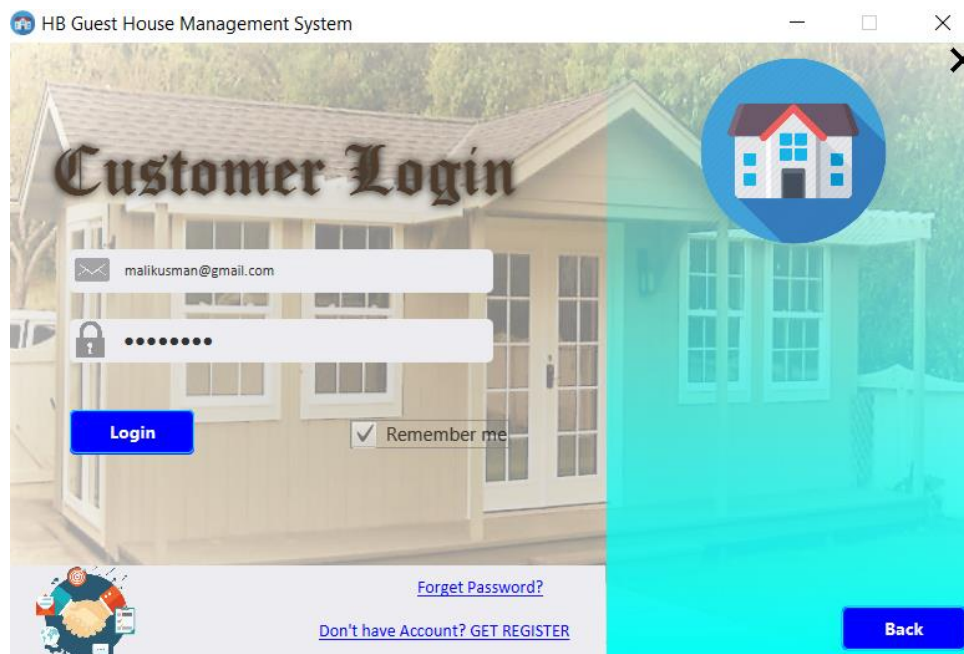 HB Guest House Management System
Customer Login
malikusman@gmail.com
••••••••
Login
Remember me
Forget Password?
Don't have Account? GET REGISTER
Back